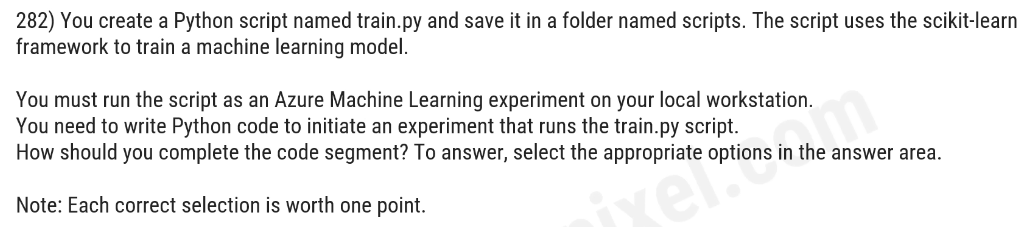 282) You create a Python script named train.py and save it in a folder named scripts. The script uses the scikit-learn
framework to train a machine learning model.
You must run the script as an Azure Machine Learning experiment on your local workstation.
You need to write Python code to initiate an experiment that runs the train.py script.
How should you complete the code segment? To answer, select the appropriate options in the answer area.
Note: Each correct selection is worth one point.
ixel.com